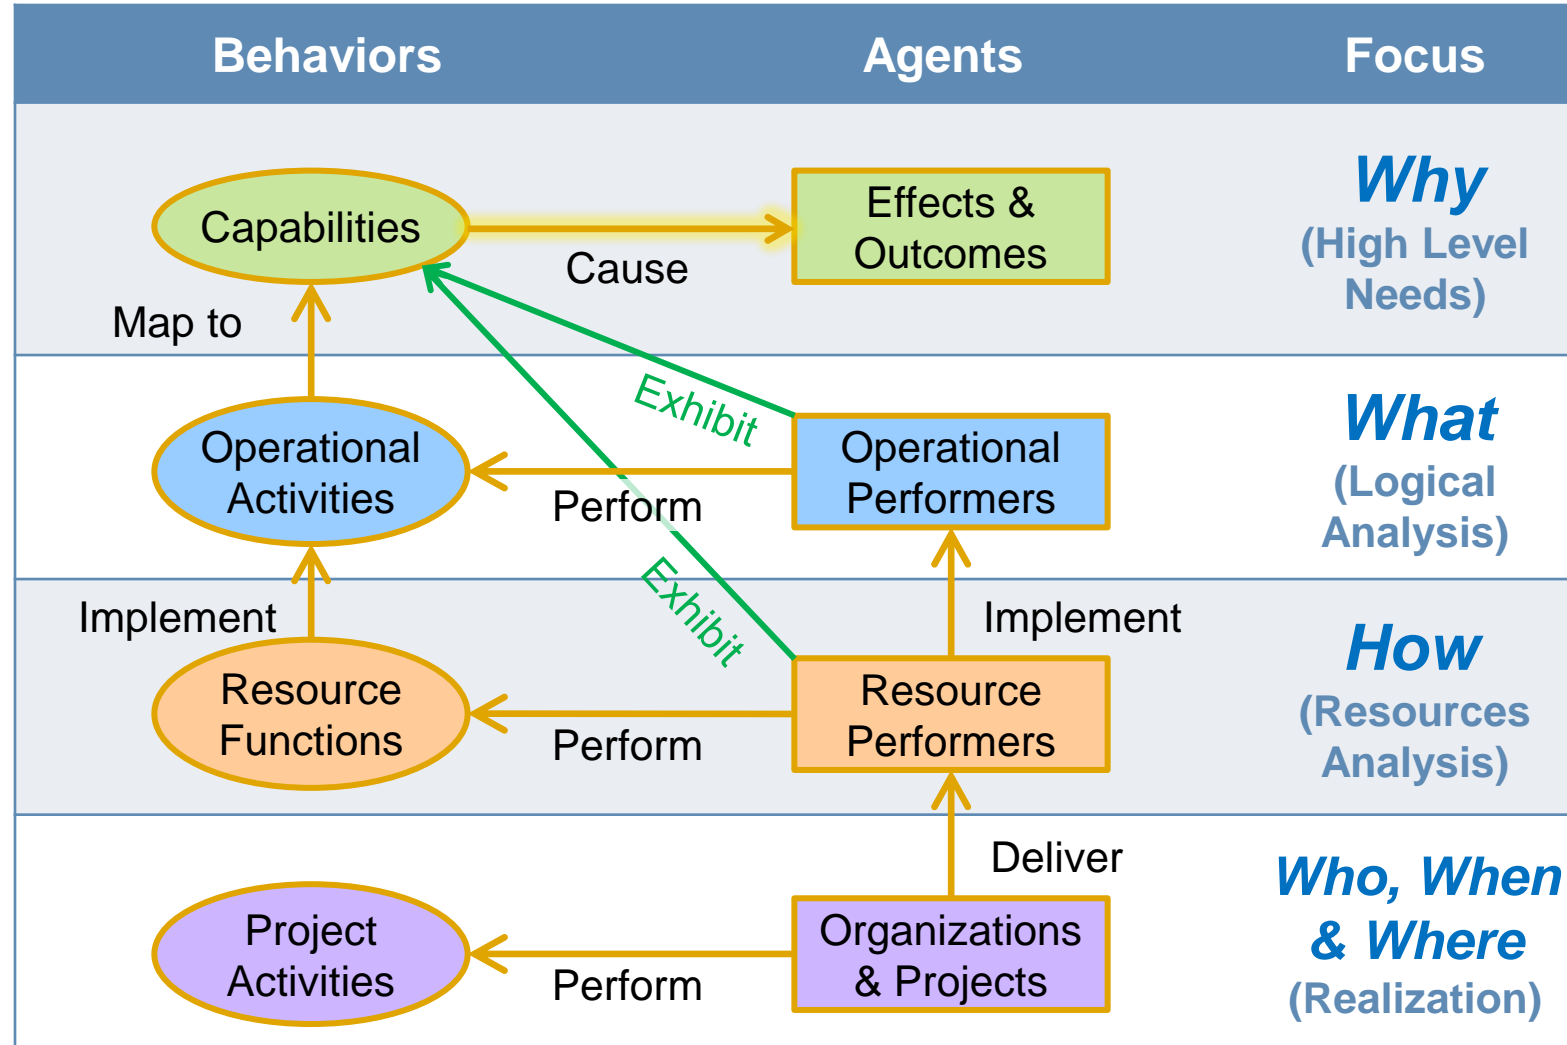 Behaviors
Agents
Focus
Capabilities
Cause
Effects &
Outcomes
Why
(High Level
Needs)
Map to
Exhibit
Operational
Activities
Perform
Operational
Performers
What
(Logical
Analysis)
Implement
Exhibit
Implement
Resource
Functions
Perform
Resource
Performers
How
(Resources
Analysis)
Deliver
Project
Activities
Perform
Organizations
& Projects
Who, When
& Where
(Realization)